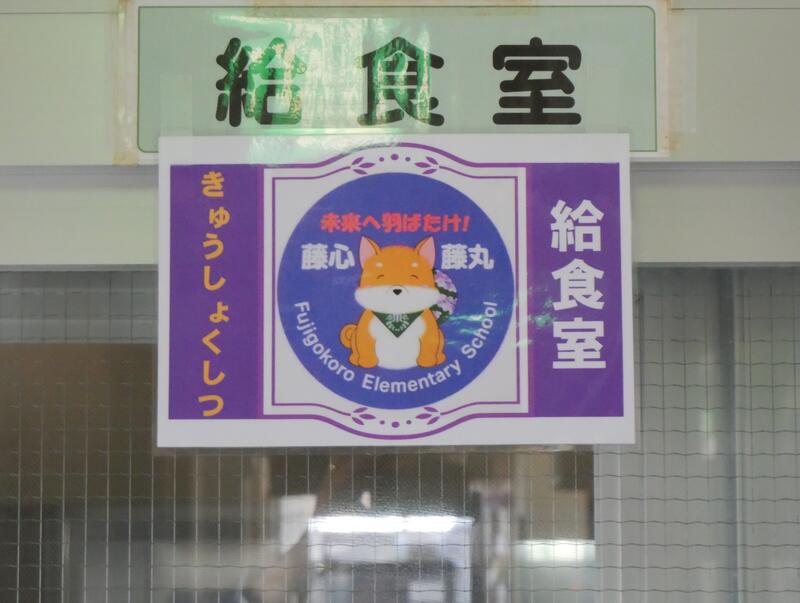 給食室
きゅうしょくしつ
未来へ羽ばたけ!
藤心 藤丸
Fujigokoro Elementary School
給食室